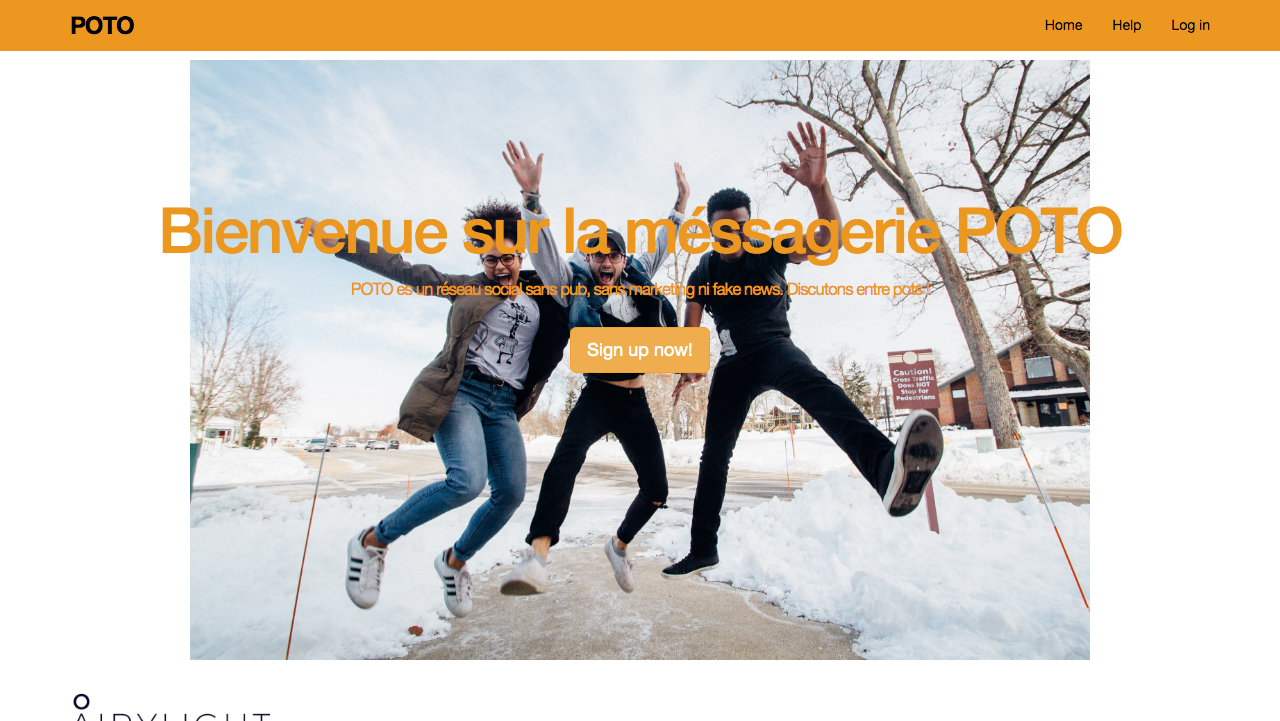 POTO
Home Help Log in
Bienvenue sur la méssagerie POTO
POTO es un réseau social sans pub, sans marketing ni fake news. Discutons entre pots !
Sign up now!
Caution!
Cross Traffic
Does NOT
Stop for
Pedestrians
AIRYLIGHT